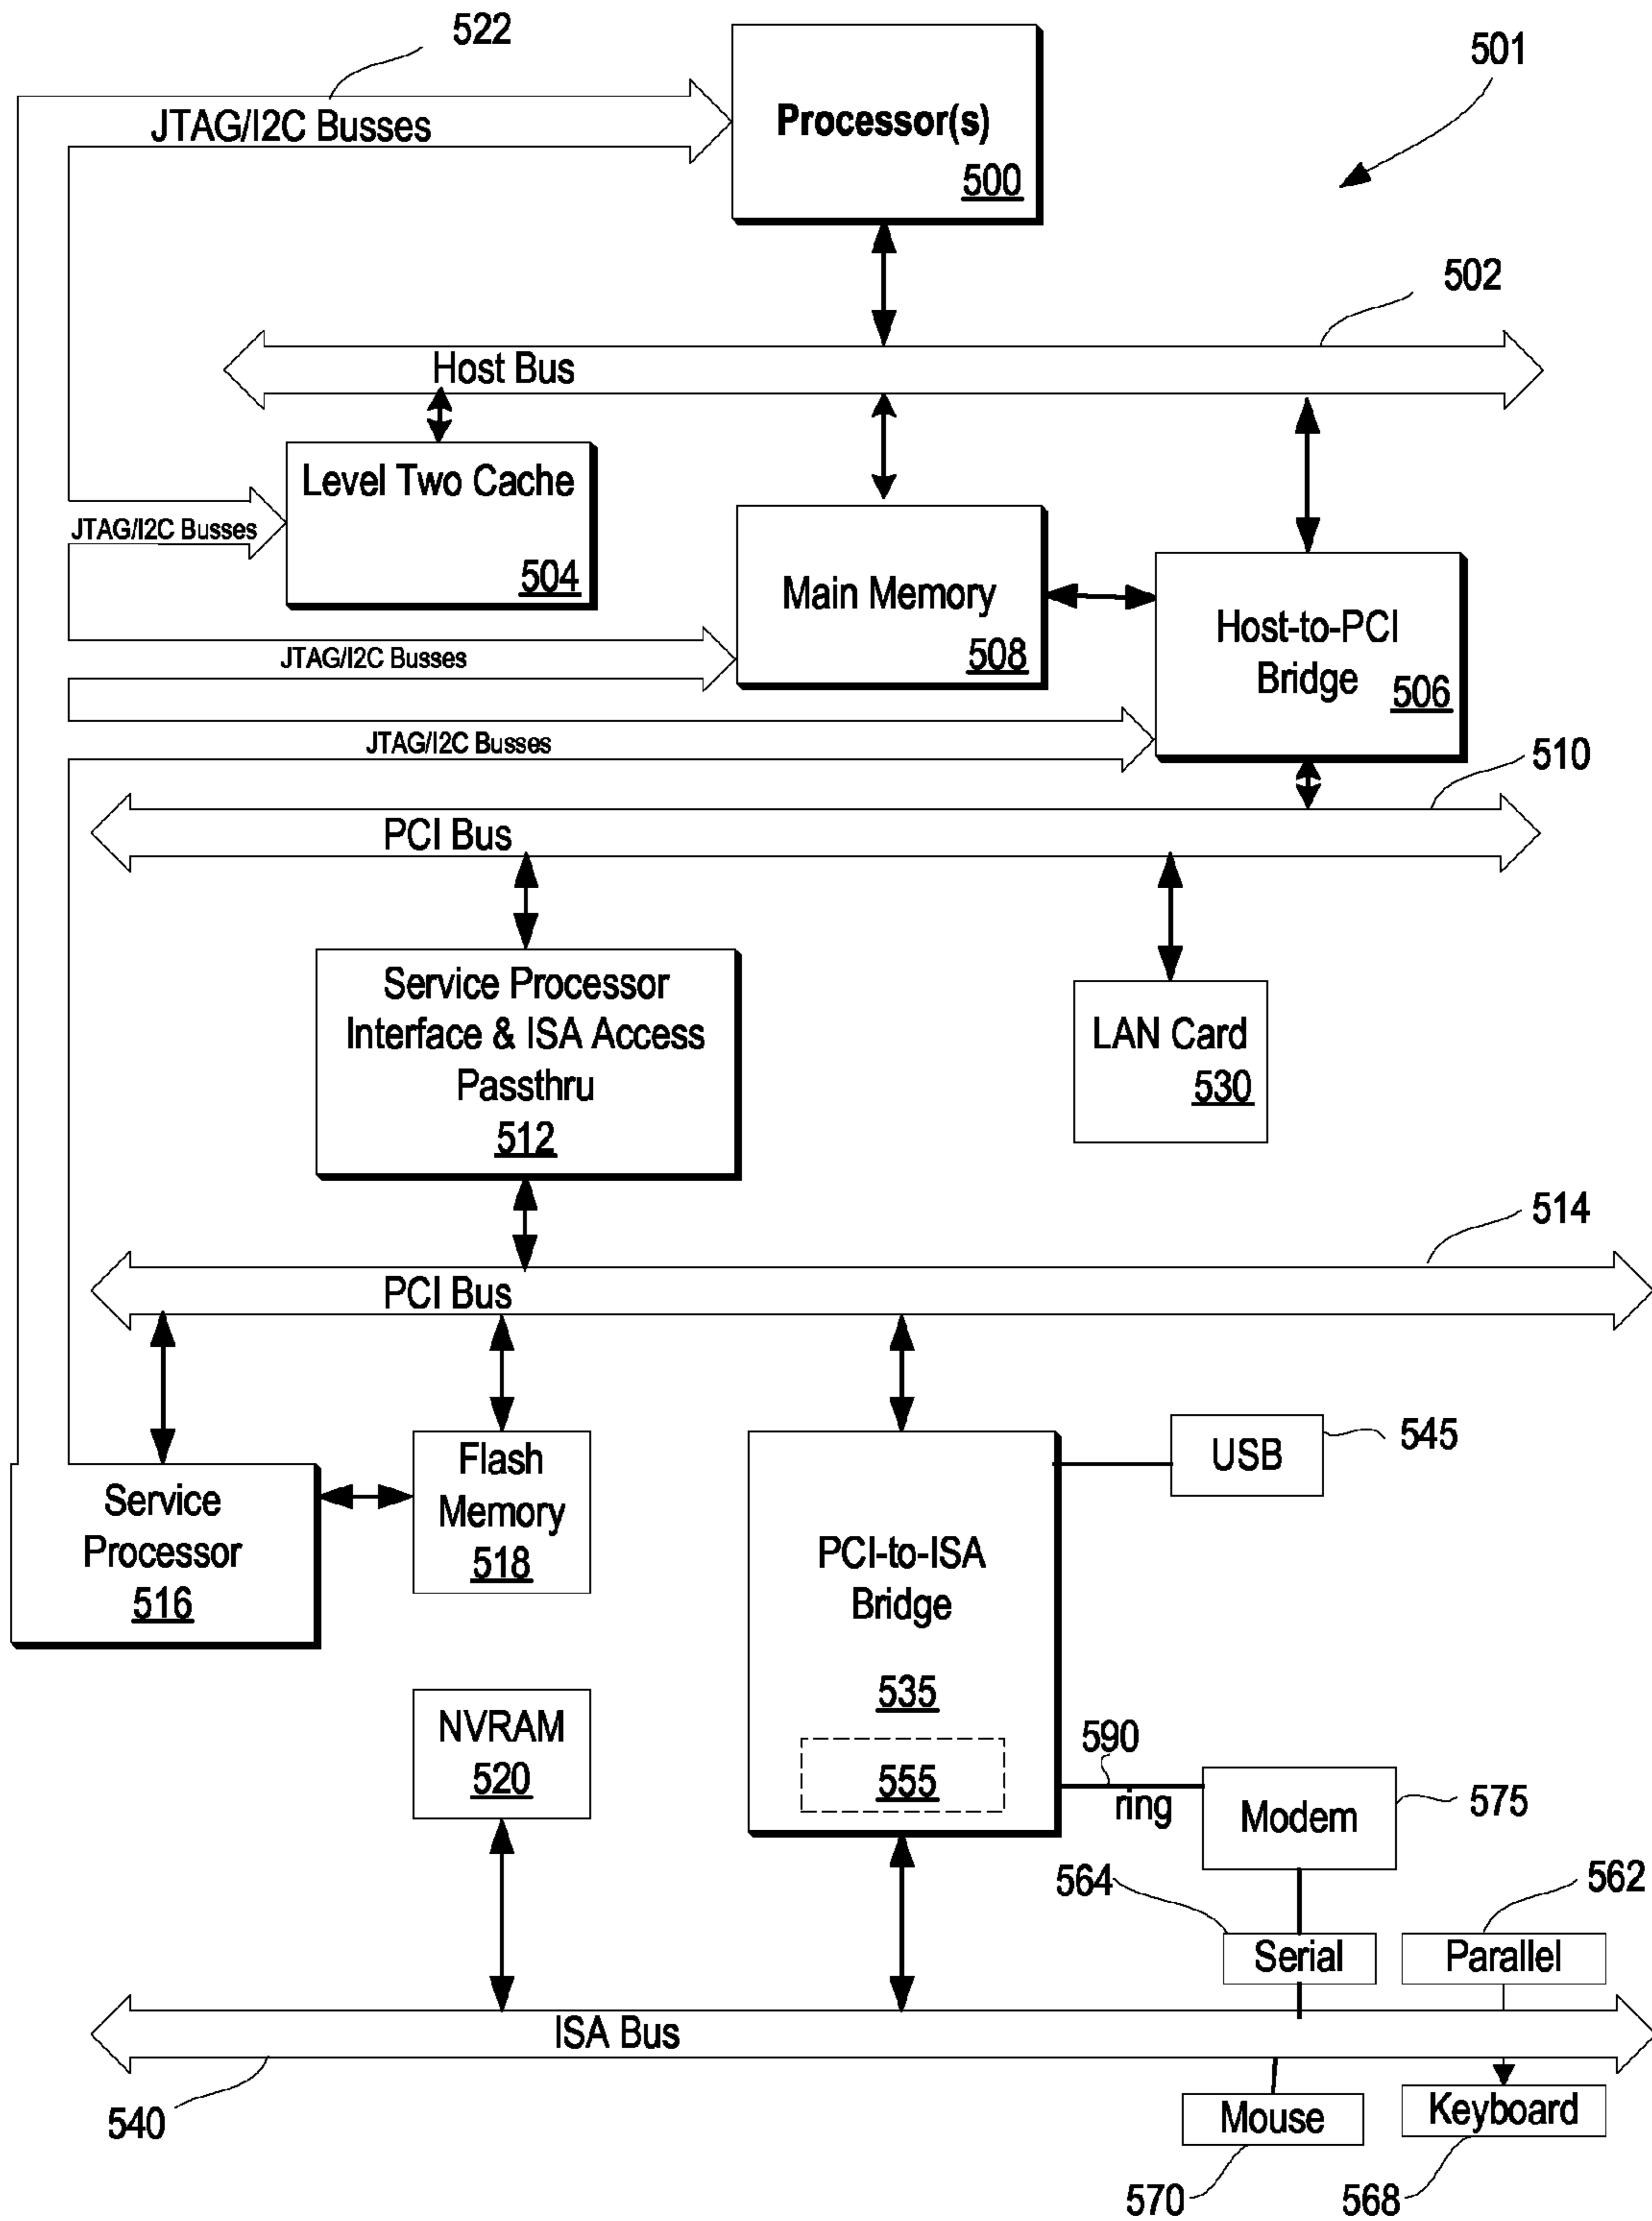 522
501
JTAG/I2C Busses
Processor(s)
500
502
Host Bus
Level Two Cache
504
JTAG/I2C Busses
Main Memory
508
Host-to-PCI
Bridge
506
JTAG/I2C Busses
JTAG/I2C Busses
510
PCI Bus
Service Processor
Interface & ISA Access
Passthru
512
LAN Card
530
514
PCI Bus
Service
Processor
516
Flash
Memory
518
PCI-to-ISA
Bridge
535
555
USB
545
NVRAM
520
590
ring
Modem
575
564
562
Serial
Parallel
ISA Bus
540
Mouse
Keyboard
570
568